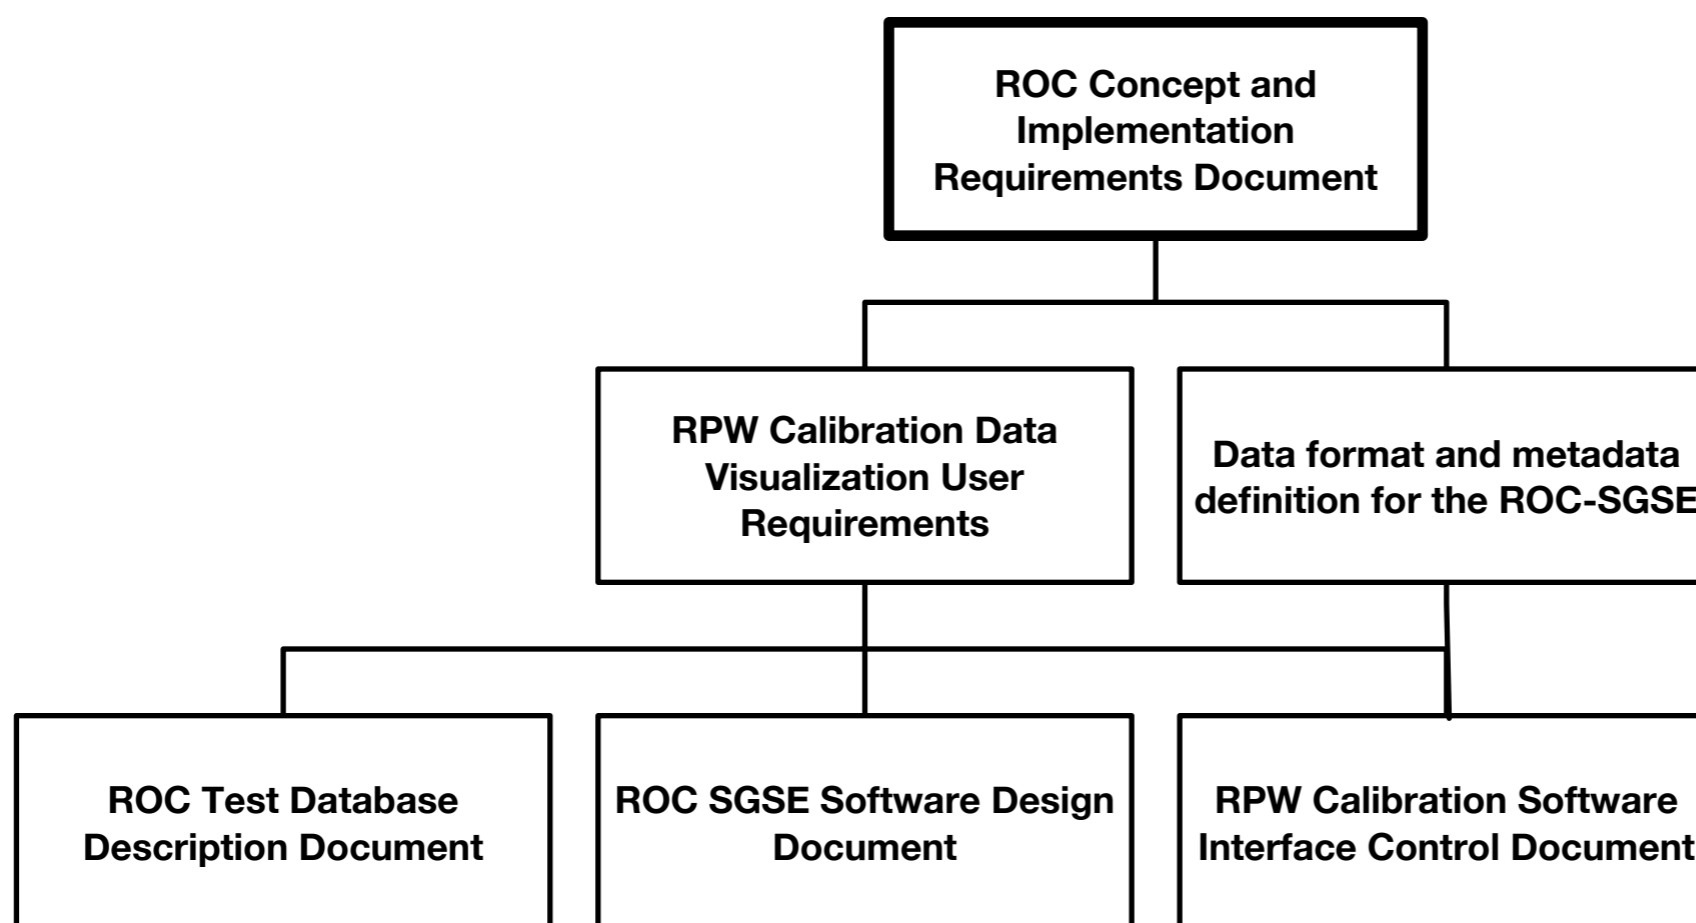 ROC Concept and
Implementation
Requirements Document
RPW Calibration Data
Visualization User
Requirements
Data format and metadata
definition for the ROC-SGSE
ROC Test Database
Description Document
ROC SGSE Software Design
Document
RPW Calibration Software
Interface Control Document